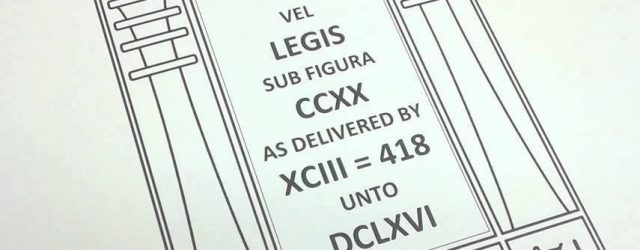 VEL
LEGIS
SUB FIGURA
CCXX
AS DELIVERED BY
XCIII = 418
UNTO
DCLXVI